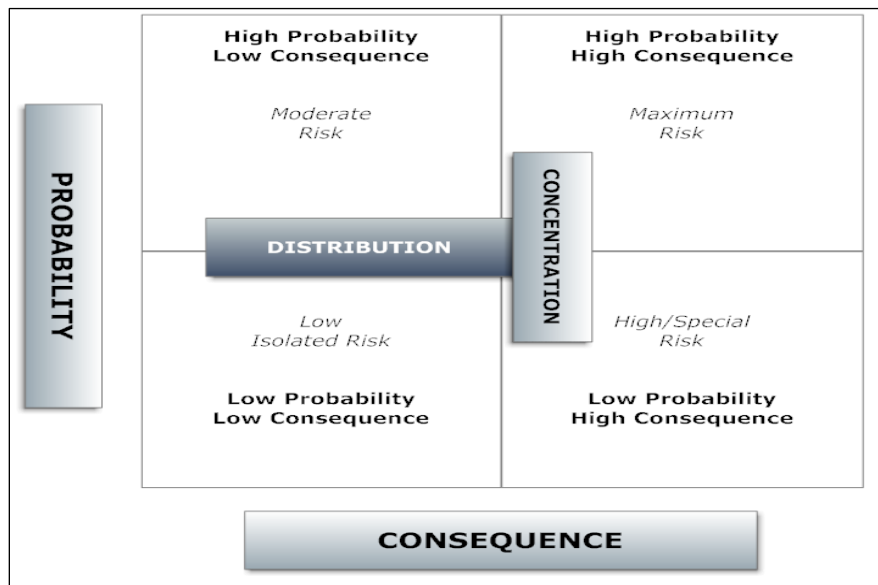 High Probability
Low Consequence
High Probability
High Consequence
Moderate
Risk
Maximum
Risk
PROBABILITY
DISTRIBUTION
CONCENTRATION
Low
Isolated Risk
High/Special
Risk
Low Probability
Low Consequence
Low Probability
High Consequence
CONSEQUENCE